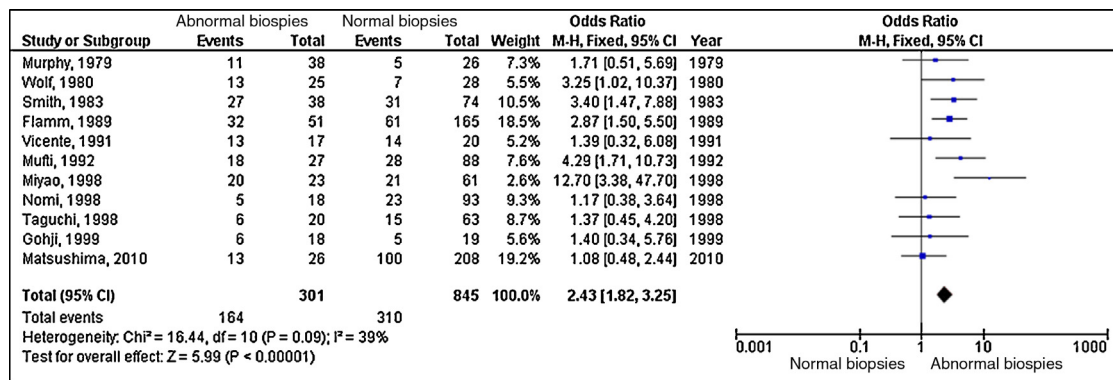 Abnormal biospies Normal biopsies Odds Ratio Odds Ratio
Study or Subgroup Events Total Events Total Weight M-H, Fixed, 95% CI Year M-H, Fixed, 95% CI
Murphy, 1979 11 38 5 26 7.3% 1.71 [0.51, 5.69] 1979
Wolf, 1980 13 25 7 28 5.5% 3.25 [1.02, 10.37] 1980
Smith, 1983 27 38 31 74 10.5% 3.40 [1.47, 7.88] 1983
Flamm, 1989 32 51 61 165 18.5% 2.87 [1.50, 5.50] 1989
Vicente, 1991 13 17 14 20 5.2% 1.39 [0.32, 6.08] 1991
Mufti, 1992 18 27 28 88 7.6% 4.29 [1.71, 10.73] 1992
Miyao, 1998 20 23 21 61 2.6% 12.70 [3.38, 47.70] 1998
Nomi, 1998 5 18 23 93 9.3% 1.17 [0.38, 3.64] 1998
Taguchi, 1998 6 20 15 63 8.7% 1.37 [0.45, 4.20] 1998
Gohji, 1999 6 18 5 19 5.6% 1.40 [0.34, 5.76] 1999
Matsushima, 2010 13 26 100 208 19.2% 1.08 [0.48, 2.44] 2010
Total (95% CI) 301 845 100.0% 2.43 [1.82, 3.25]
Total events 164 310
Heterogeneity: Chi² = 16.44, df = 10 (P = 0.09); I² = 39%
Test for overall effect: Z = 5.99 (P < 0.00001)
0.001 0.1 1 10 1000
Normal biopsies Abnormal biopsies